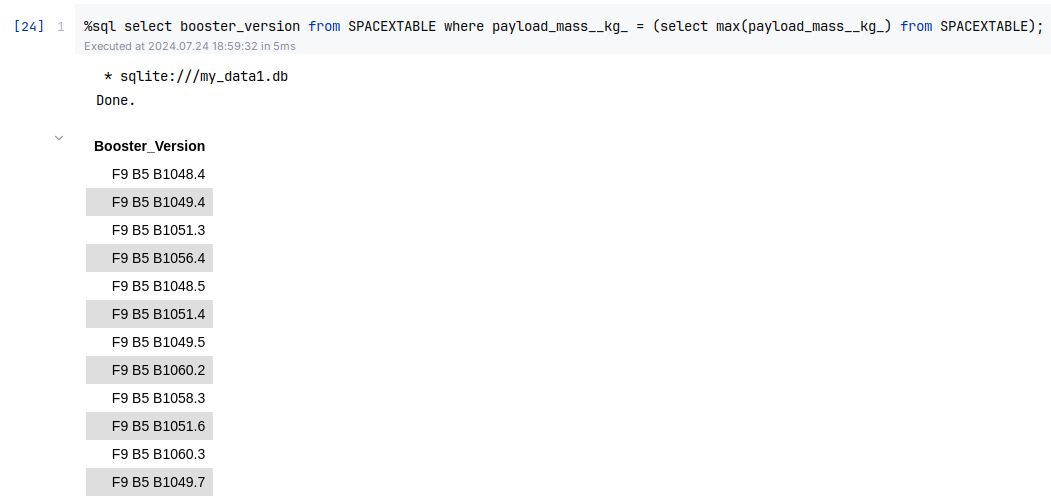 [24] 1 %sql select booster_version from SPACEXTABLE where payload_mass__kg_ = (select max(payload_mass__kg_) from SPACEXTABLE);
Executed at 2024.07.24 18:59:32 in 5ms
* sqlite:///my_data1.db
Done.
Booster_Version
F9 B5 B1048.4
F9 B5 B1049.4
F9 B5 B1051.3
F9 B5 B1056.4
F9 B5 B1048.5
F9 B5 B1051.4
F9 B5 B1049.5
F9 B5 B1060.2
F9 B5 B1058.3
F9 B5 B1051.6
F9 B5 B1060.3
F9 B5 B1049.7